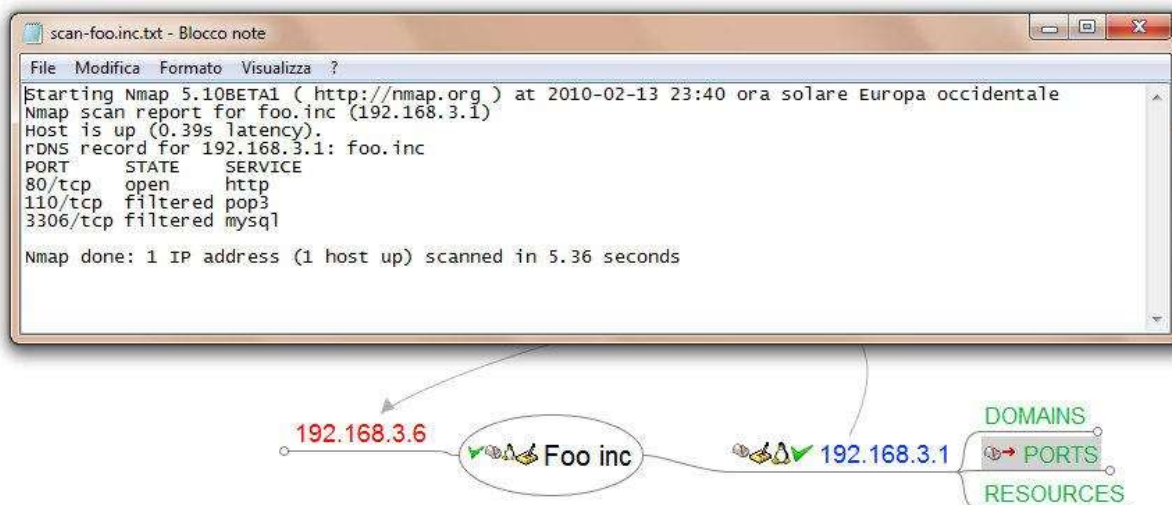 scan-foo.inc.txt - Blocco note
File Modifica Formato Visualizza ?
Starting Nmap 5.10BETA1 ( http://nmap.org ) at 2010-02-13 23:40 ora solare Europa occidentale
Nmap scan report for foo.inc (192.168.3.1)
Host is up (0.39s latency).
rDNS record for 192.168.3.1: foo.inc
PORT STATE SERVICE
80/tcp open http
110/tcp filtered pop3
3306/tcp filtered mysql
Nmap done: 1 IP address (1 host up) scanned in 5.36 seconds
192.168.3.6
Foo inc
192.168.3.1
DOMAINS
PORTS
RESOURCES